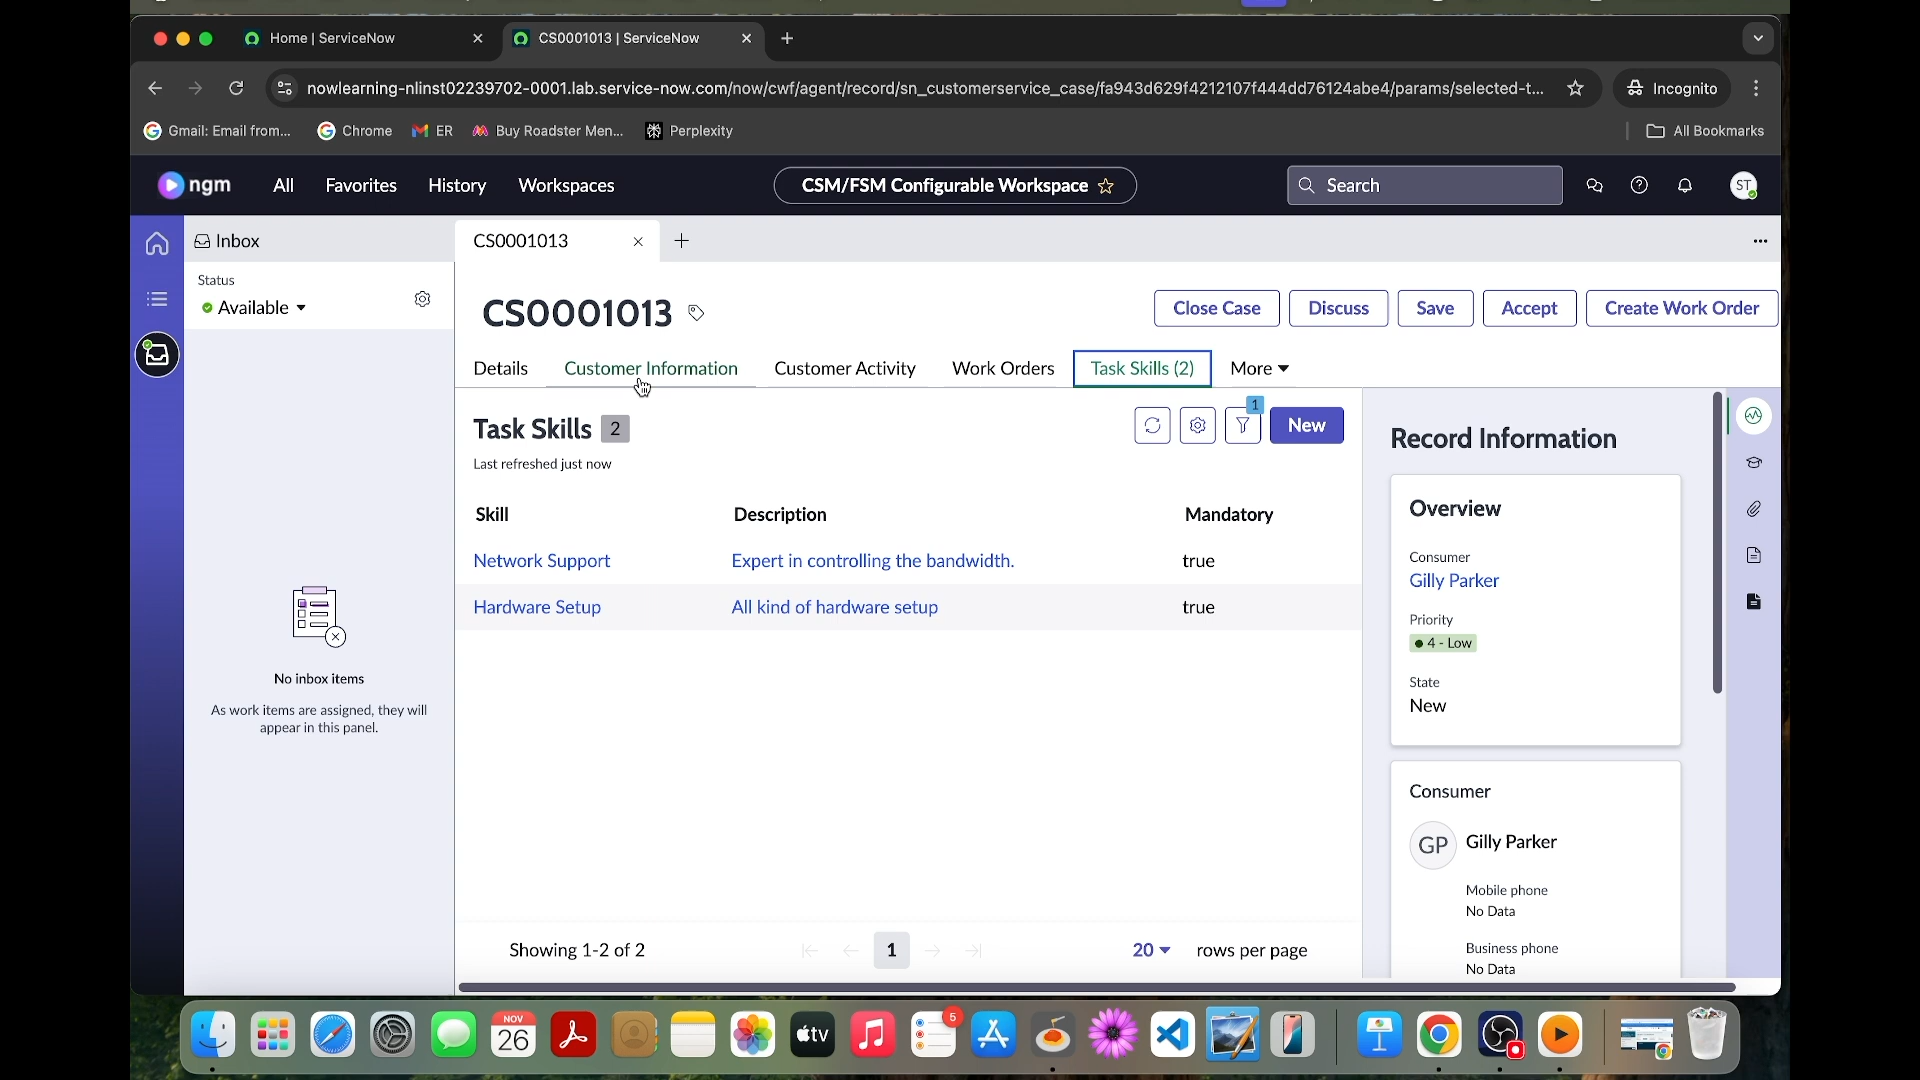 Home | ServiceNow
CS0001013 | ServiceNow
nowlearning-nlinst02239702-0001.lab.service-now.com/now/cwf/agent/record/sn_customerservice_case/fa943d629f4212107f444dd76124abe4/params/selected-t...
Incognito
Gmail: Email from...
Chrome
ER
Buy Roadster Men...
Perplexity
All Bookmarks
ngm
All
Favorites
History
Workspaces
CSM/FSM Configurable Workspace
Search
ST
Inbox
CS0001013
Status
Available
CS0001013
Close Case
Discuss
Save
Accept
Create Work Order
Details
Customer Information
Customer Activity
Work Orders
Task Skills (2)
More
Task Skills 2
Last refreshed just now
1
New
Skill
Description
Mandatory
Network Support
Expert in controlling the bandwidth.
true
Hardware Setup
All kind of hardware setup
true
No inbox items
As work items are assigned, they will
appear in this panel.
Showing 1-2 of 2
1
20
rows per page
Record Information
Overview
Consumer
Gilly Parker
Priority
4 - Low
State
New
Consumer
GP
Gilly Parker
Mobile phone
No Data
Business phone
No Data
NOV
26
tv
5